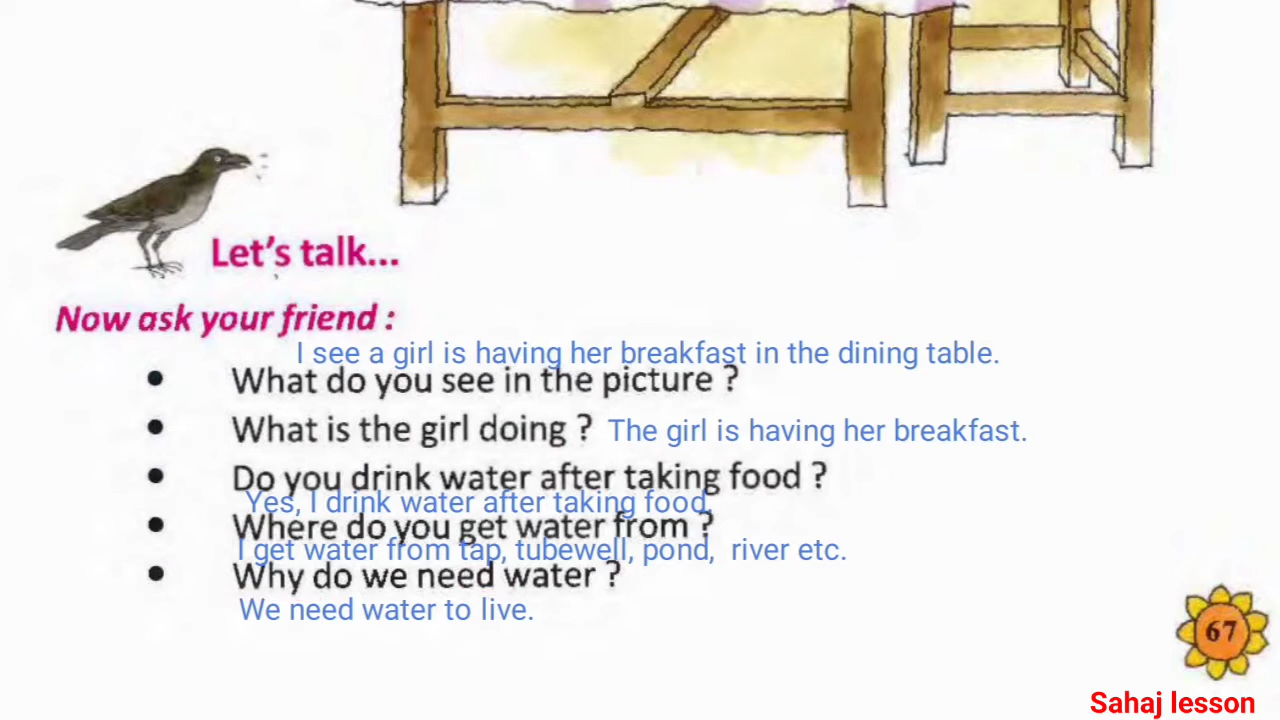 Let's talk...
Now ask your friend :
I see a girl is having her breakfast in the dining table.
• What do you see in the picture ?
• What is the girl doing ? The girl is having her breakfast.
• Do you drink water after taking food ?
Yes, I drink water after taking food.
• Where do you get water from ?
I get water from tap, tubewell, pond, river etc.
• Why do we need water ?
We need water to live.
67
Sahaj lesson